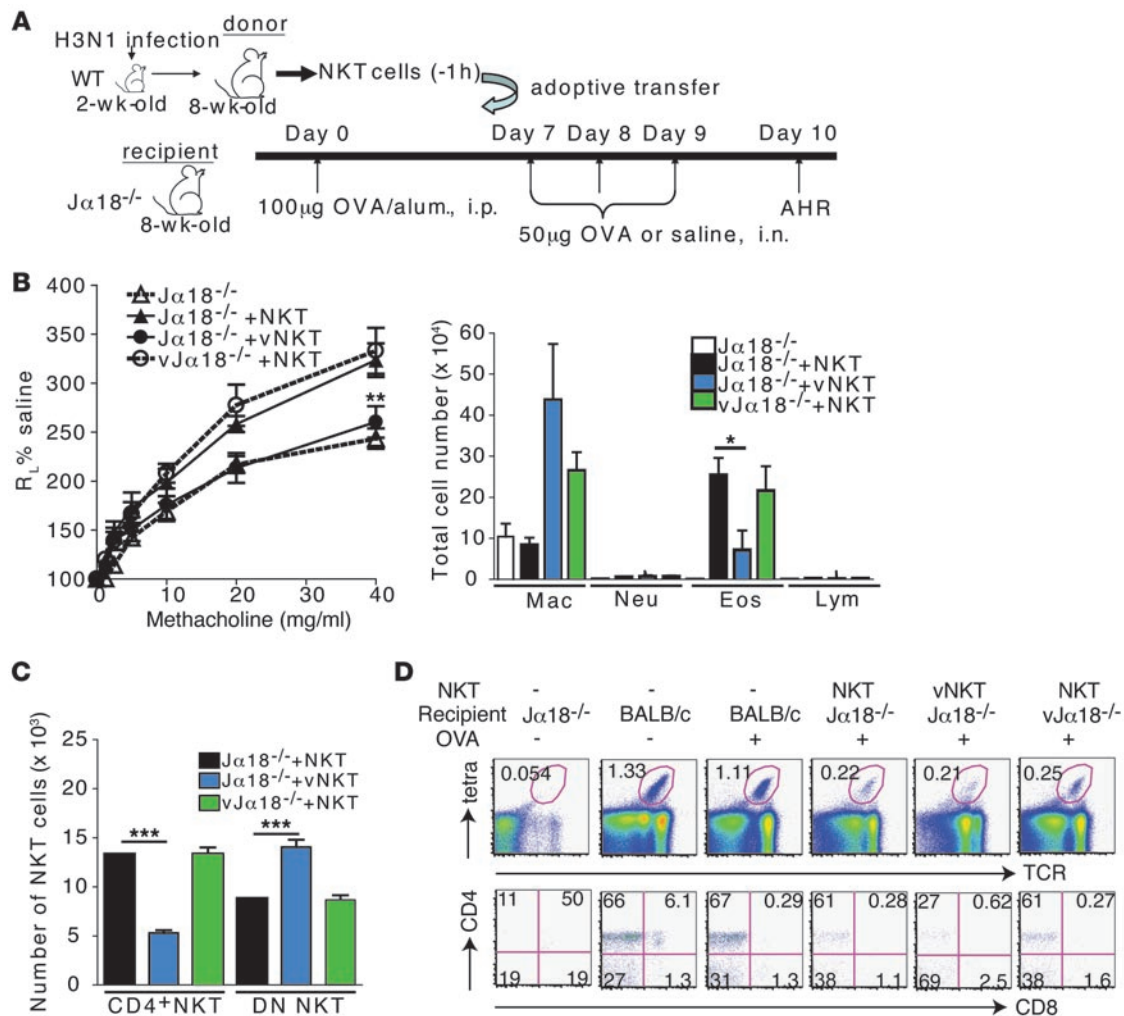 A
donor
H3N1 infection
WT
NKT cells (-1h)
adoptive transfer
2-wk-old
8-wk-old
Day 0
Day 7
Day 8
Day 9
Day 10
recipient
Jα18-/-
8-wk-old
100μg OVA/alum., i.p.
50μg OVA or saline, i.n.
AHR
B
400
350
300
250
200
150
100
RL% saline
Jα18-/-
Jα18-/- +NKT
Jα18-/- +vNKT
vJα18-/- +NKT
**
0
10
20
30
40
Methacholine (mg/ml)
60
50
40
30
20
10
0
Total cell number (x 10⁴)
Jα18-/-
Jα18-/-+NKT
Jα18-/-+vNKT
vJα18-/-+NKT
*
Mac
Neu
Eos
Lym
C
25
20
15
10
5
0
Number of NKT cells (x 10³)
Jα18-/-+NKT
Jα18-/-+vNKT
vJα18-/-+NKT
***
***
CD4+NKT
DN NKT
D
NKT - - - NKT vNKT NKT
Recipient Jα18-/- BALB/c BALB/c Jα18-/- Jα18-/- vJα18-/-
OVA - - + + + +
tetra
0.054
1.33
1.11
0.22
0.21
0.25
TCR
CD4
11 50
66 6.1
67 0.29
61 0.28
27 0.62
61 0.27
19 19
27 1.3
31 1.3
38 1.1
69 2.5
38 1.6
CD8